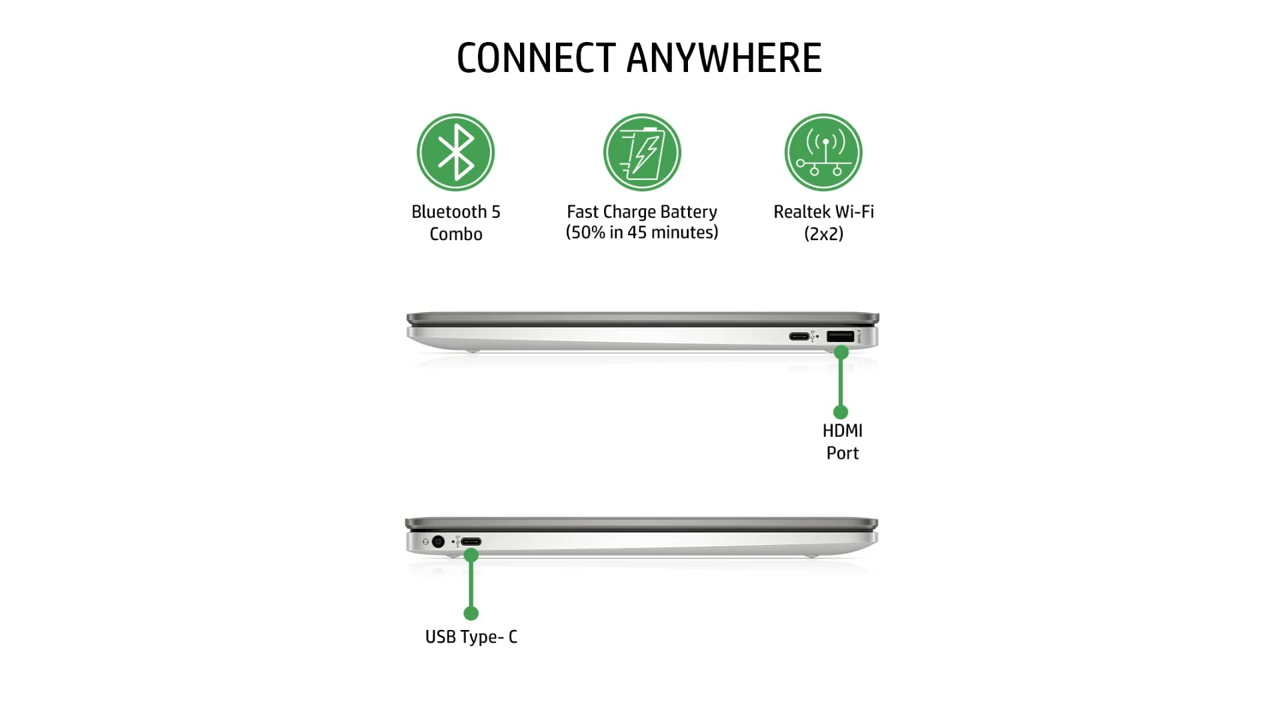 CONNECT ANYWHERE
Bluetooth 5
Combo
Fast Charge Battery
(50% in 45 minutes)
Realtek Wi-Fi
(2x2)
HDMI
Port
USB Type- C